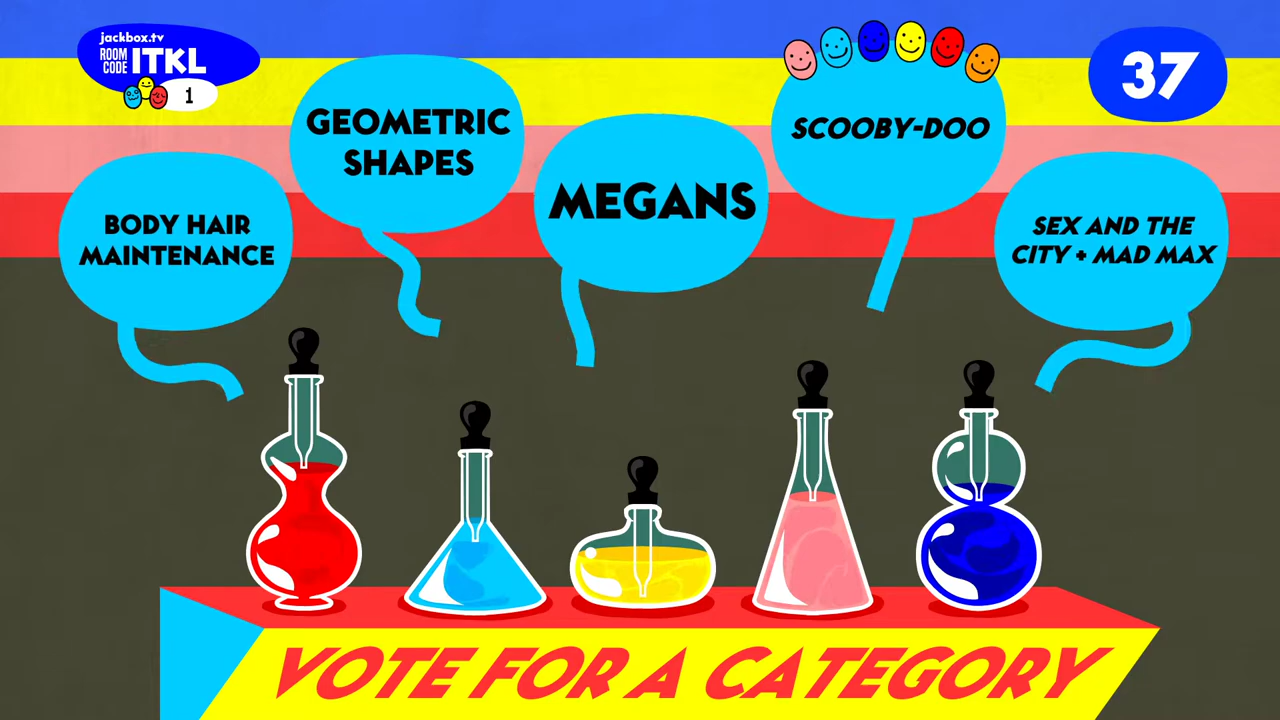 jackbox.tv
ROOM CODE ITKL
1
37
GEOMETRIC
SHAPES
SCOOBY-DOO
MEGANS
BODY HAIR
MAINTENANCE
SEX AND THE
CITY + MAD MAX
VOTE FOR A CATEGORY